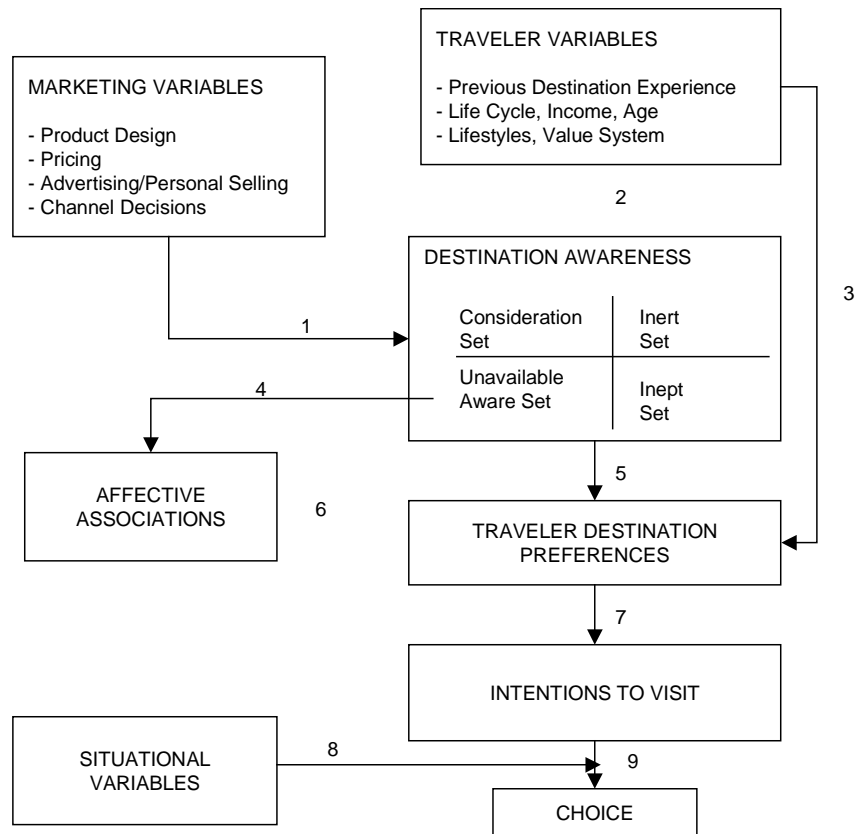 TRAVELER VARIABLES
- Previous Destination Experience
- Life Cycle, Income, Age
- Lifestyles, Value System
MARKETING VARIABLES
- Product Design
- Pricing
- Advertising/Personal Selling
- Channel Decisions
2
DESTINATION AWARENESS
3
1
Consideration
Set
Inert
Set
Unavailable
Aware Set
Inept
Set
4
5
AFFECTIVE
ASSOCIATIONS
6
TRAVELER DESTINATION
PREFERENCES
7
INTENTIONS TO VISIT
SITUATIONAL
VARIABLES
8
9
CHOICE